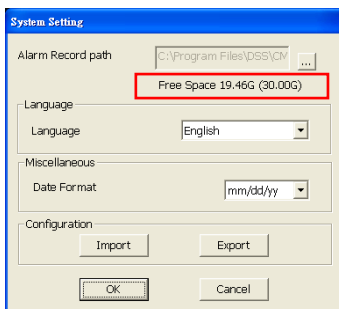 System Setting
Alarm Record path C:\Program Files\DSS\CM ...
Free Space 19.46G (30.00G)
Language
Language English
Miscellaneous
Date Format mm/dd/yy
Configuration
Import Export
OK Cancel